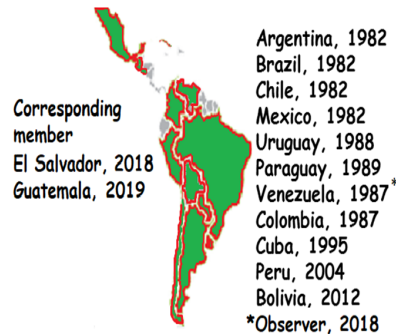 Corresponding
member
El Salvador, 2018
Guatemala, 2019
Argentina, 1982
Brazil, 1982
Chile, 1982
Mexico, 1982
Uruguay, 1988
Paraguay, 1989
Venezuela, 1987*
Colombia, 1987
Cuba, 1995
Peru, 2004
Bolivia, 2012
*Observer, 2018